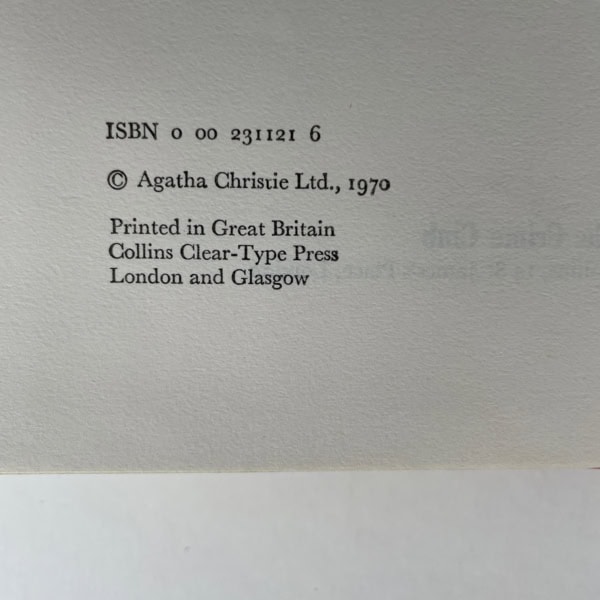 ISBN 0 00 231121 6
© Agatha Christie Ltd., 1970
Printed in Great Britain
Collins Clear-Type Press
London and Glasgow